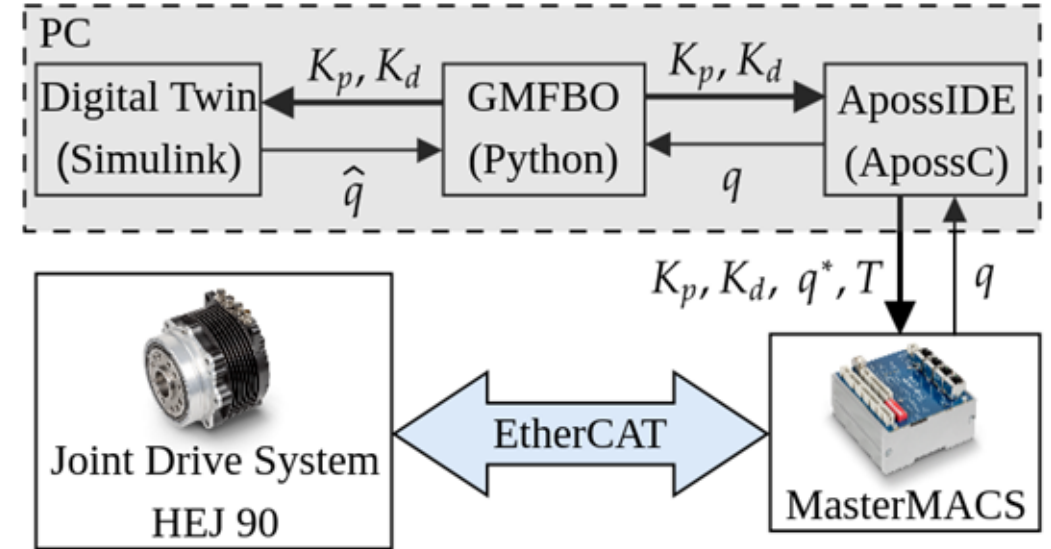 PC
Digital Twin
(Simulink)
K_p, K_d
q̂
GMFBO
(Python)
K_p, K_d
q
ApossIDE
(ApossC)
K_p, K_d, q*, T
q
Joint Drive System
HEJ 90
EtherCAT
MasterMACS